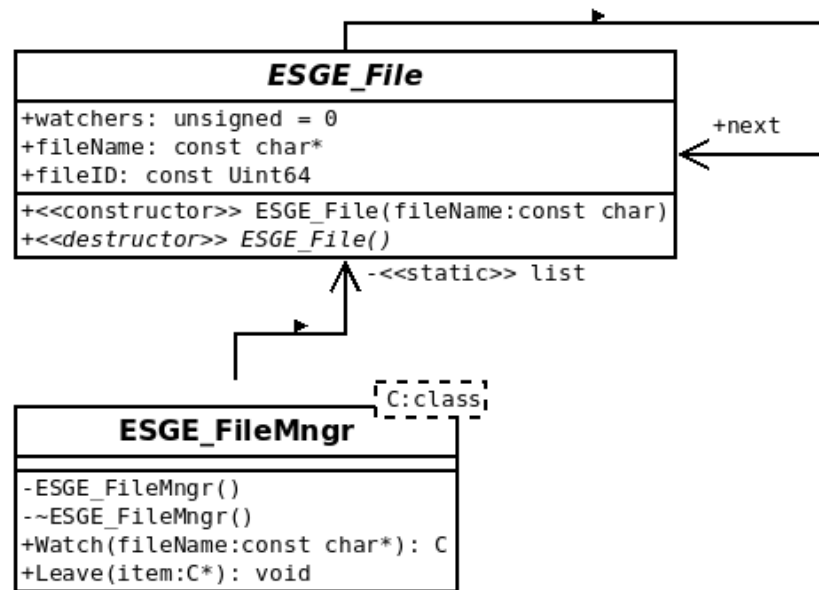 ESGE_File
+watchers: unsigned = 0
+fileName: const char*
+fileID: const Uint64
+next
+<<constructor>> ESGE_File(fileName:const char)
+<<destructor>> ESGE_File()
-<<static>> list
C:class
ESGE_FileMngr
-ESGE_FileMngr()
-~ESGE_FileMngr()
+Watch(fileName:const char*): C
+Leave(item:C*): void